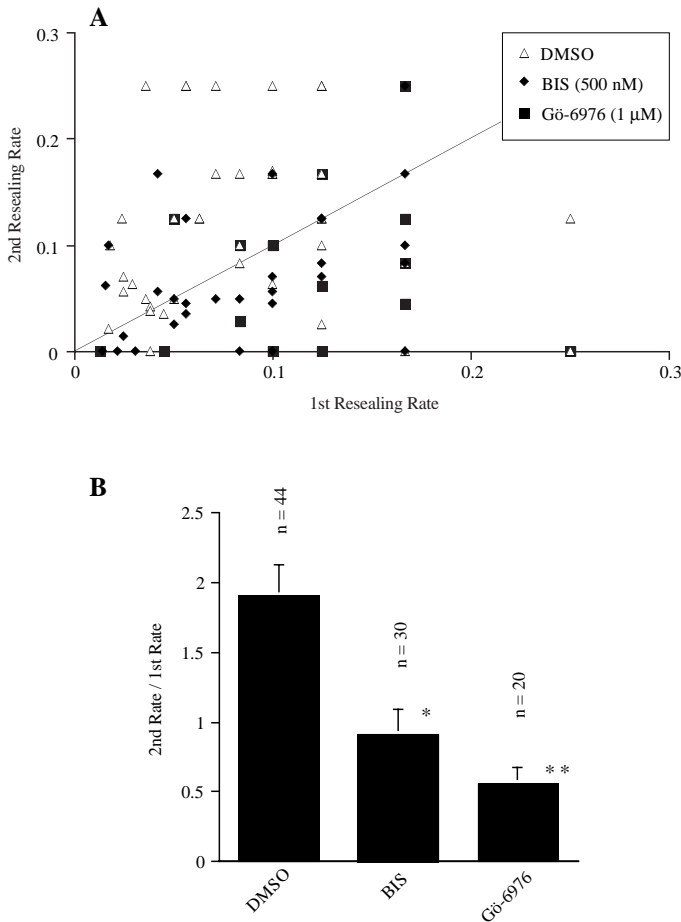 A
0.3
0.2
0.1
0
2nd Resealing Rate
DMSO
BIS (500 nM)
Gö-6976 (1 µM)
0
0.1
0.2
0.3
1st Resealing Rate
B
2.5
2
1.5
1
0.5
0
2nd Rate / 1st Rate
n = 44
n = 30
n = 20
*
* *
DMSO
BIS
Gö-6976